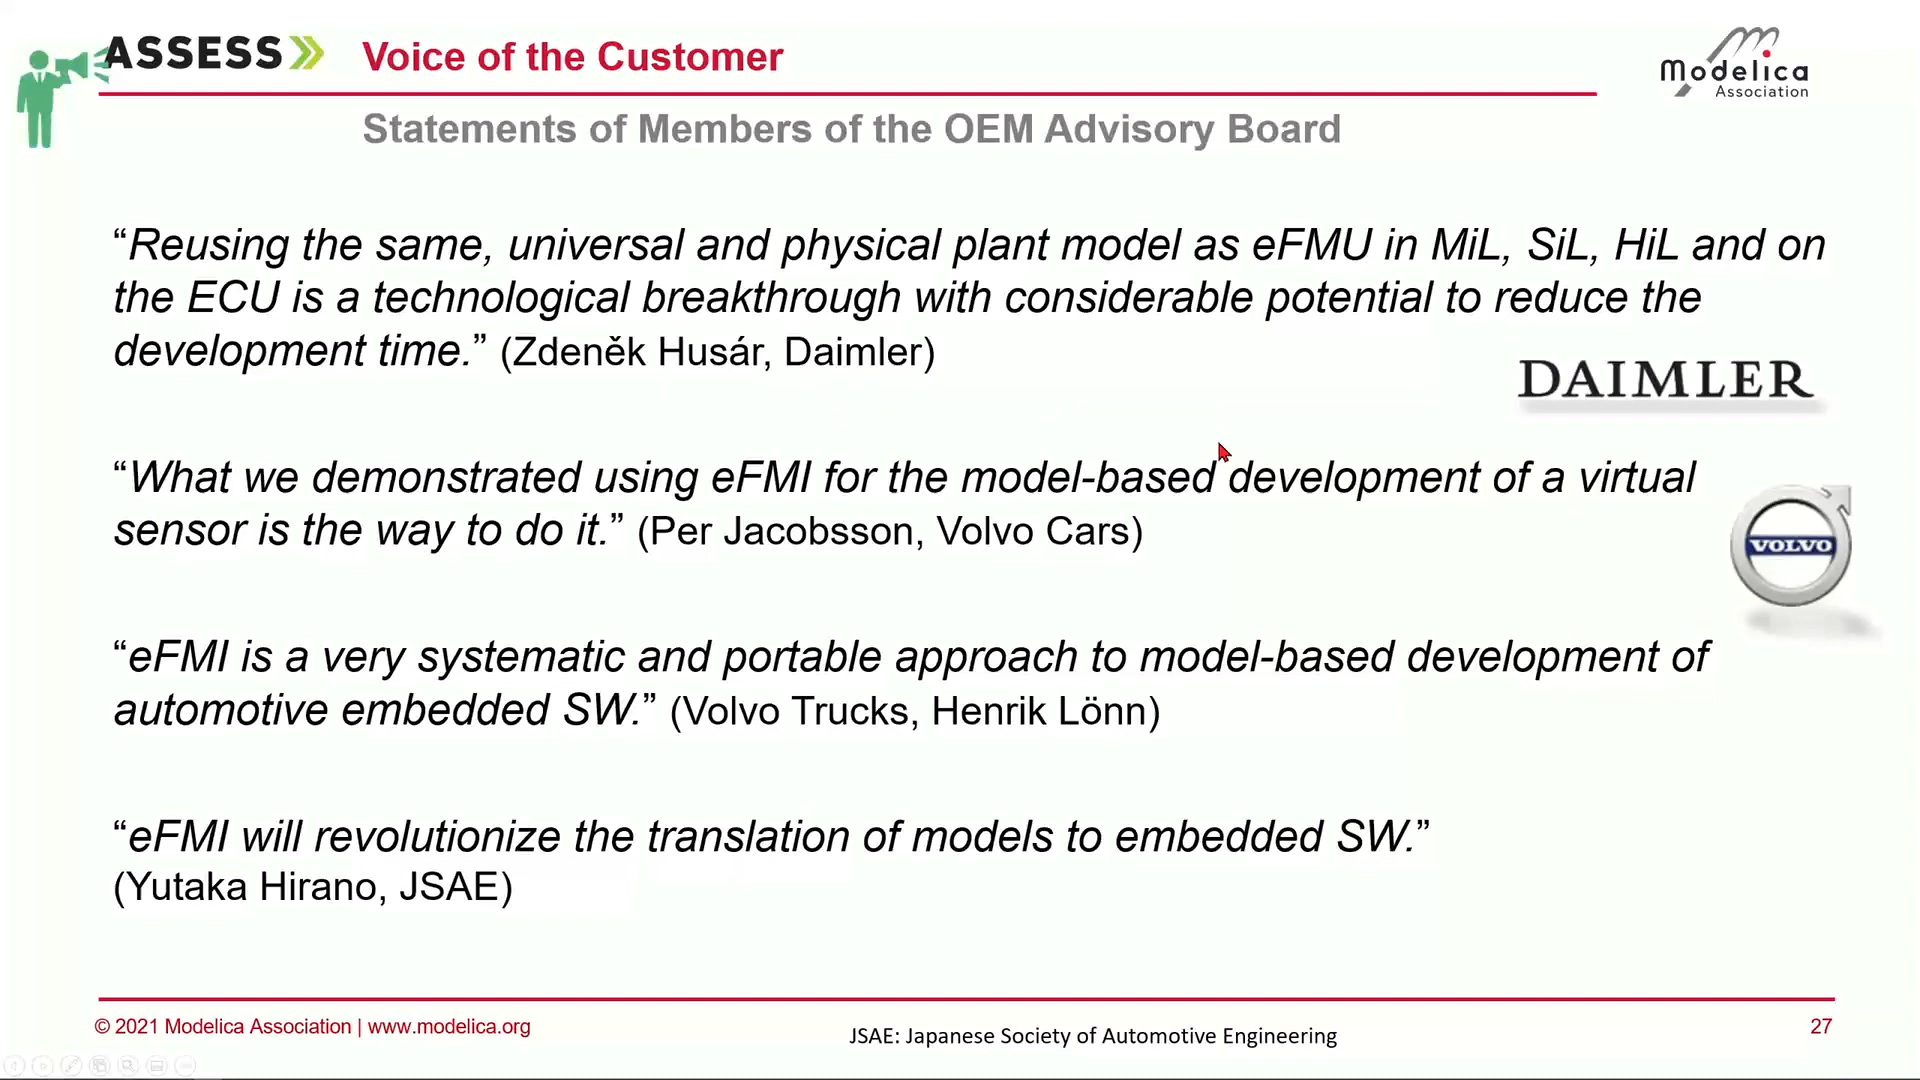 ASSESS
Voice of the Customer
Modelica
Association
Statements of Members of the OEM Advisory Board
“Reusing the same, universal and physical plant model as eFMU in MiL, SiL, HiL and on
the ECU is a technological breakthrough with considerable potential to reduce the
development time.” (Zdeněk Husár, Daimler)
DAIMLER
“What we demonstrated using eFMI for the model-based development of a virtual
sensor is the way to do it.” (Per Jacobsson, Volvo Cars)
VOLVO
“eFMI is a very systematic and portable approach to model-based development of
automotive embedded SW.” (Volvo Trucks, Henrik Lönn)
“eFMI will revolutionize the translation of models to embedded SW.”
(Yutaka Hirano, JSAE)
© 2021 Modelica Association | www.modelica.org
JSAE: Japanese Society of Automotive Engineering
27